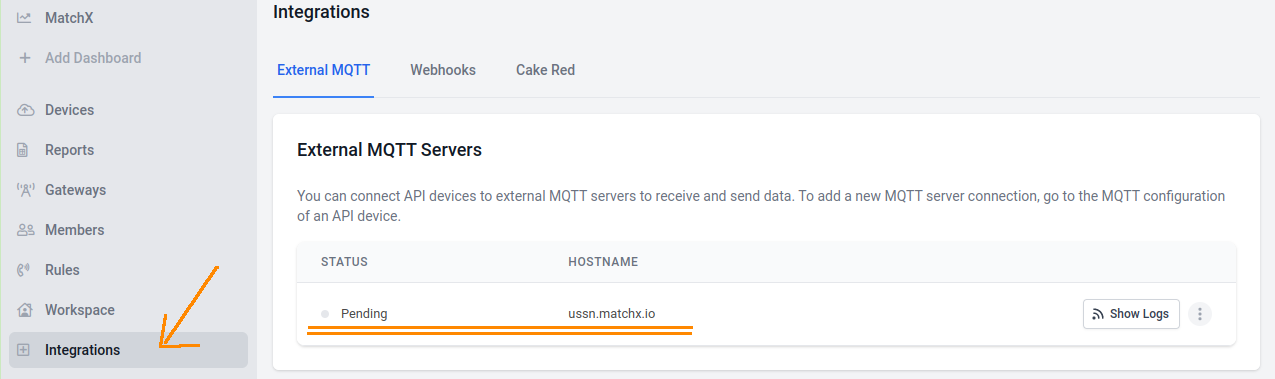 MatchX
Add Dashboard
Devices
Reports
Gateways
Members
Rules
Workspace
Integrations
Integrations
External MQTT
Webhooks
Cake Red
External MQTT Servers
You can connect API devices to external MQTT servers to receive and send data. To add a new MQTT server connection, go to the MQTT configuration
of an API device.
STATUS
HOSTNAME
Pending
ussn.matchx.io
Show Logs